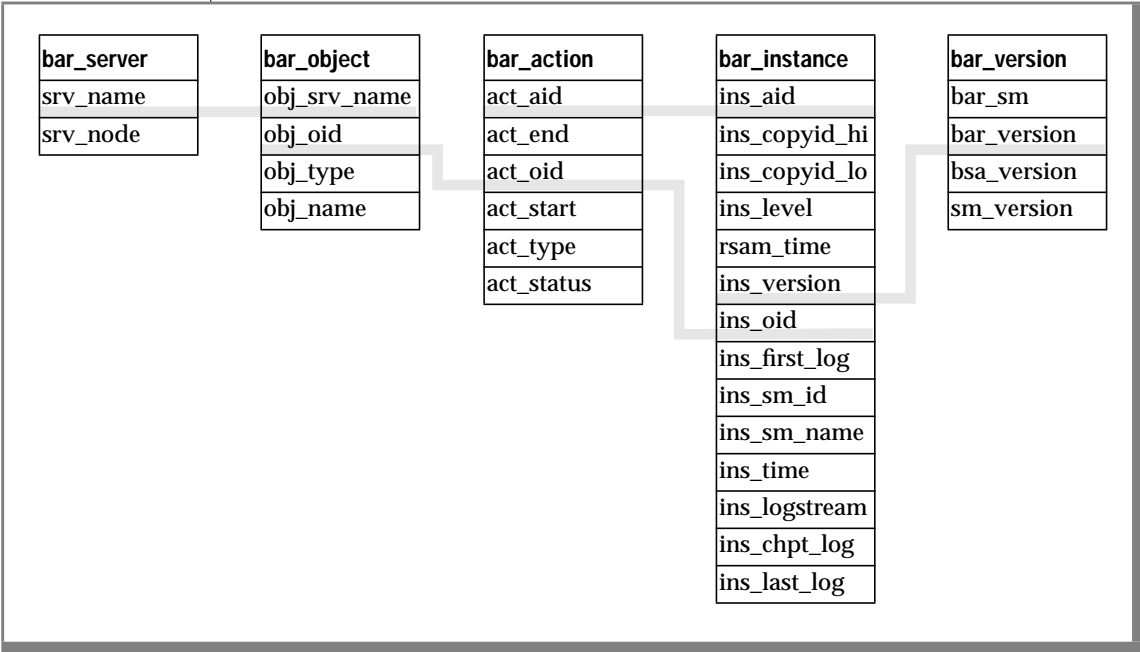 bar_server
srv_name
srv_node
bar_object
obj_srv_name
obj_oid
obj_type
obj_name
bar_action
act_aid
act_end
act_oid
act_start
act_type
act_status
bar_instance
ins_aid
ins_copyid_hi
ins_copyid_lo
ins_level
rsam_time
ins_version
ins_oid
ins_first_log
ins_sm_id
ins_sm_name
ins_time
ins_logstream
ins_chpt_log
ins_last_log
bar_version
bar_sm
bar_version
bsa_version
sm_version